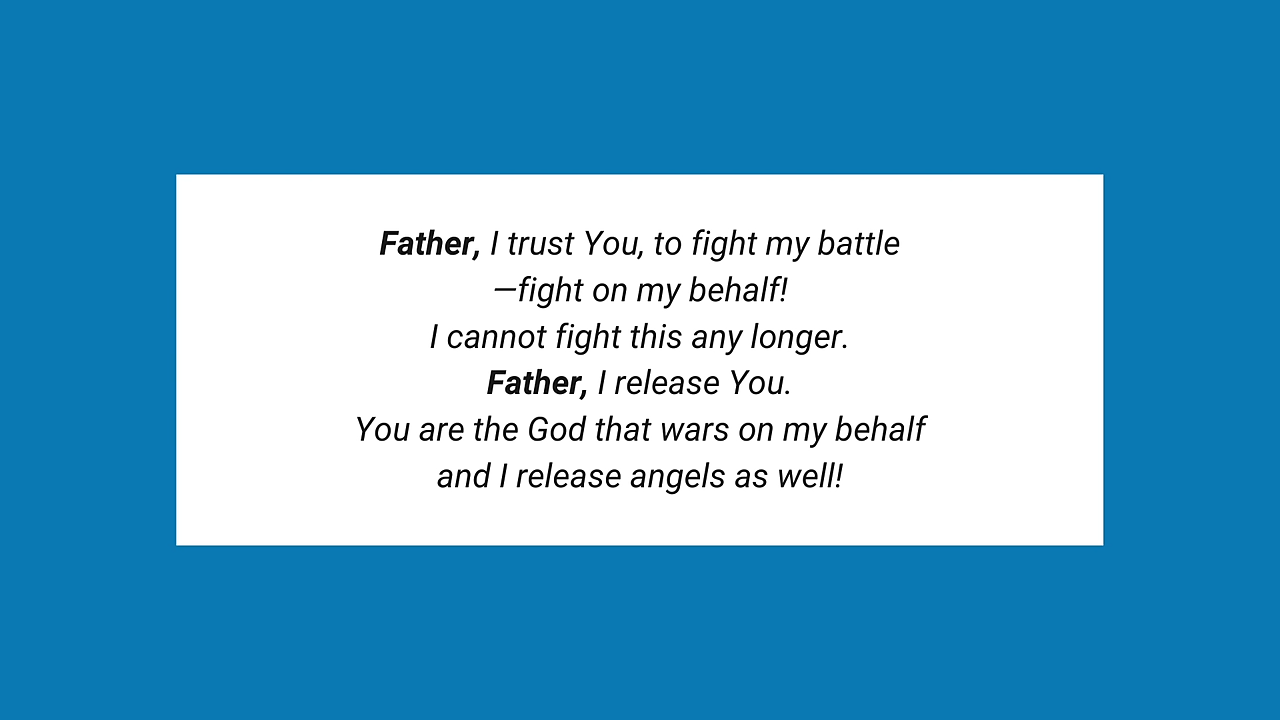 Father, I trust You, to fight my battle
—fight on my behalf!
I cannot fight this any longer.
Father, I release You.
You are the God that wars on my behalf
and I release angels as well!